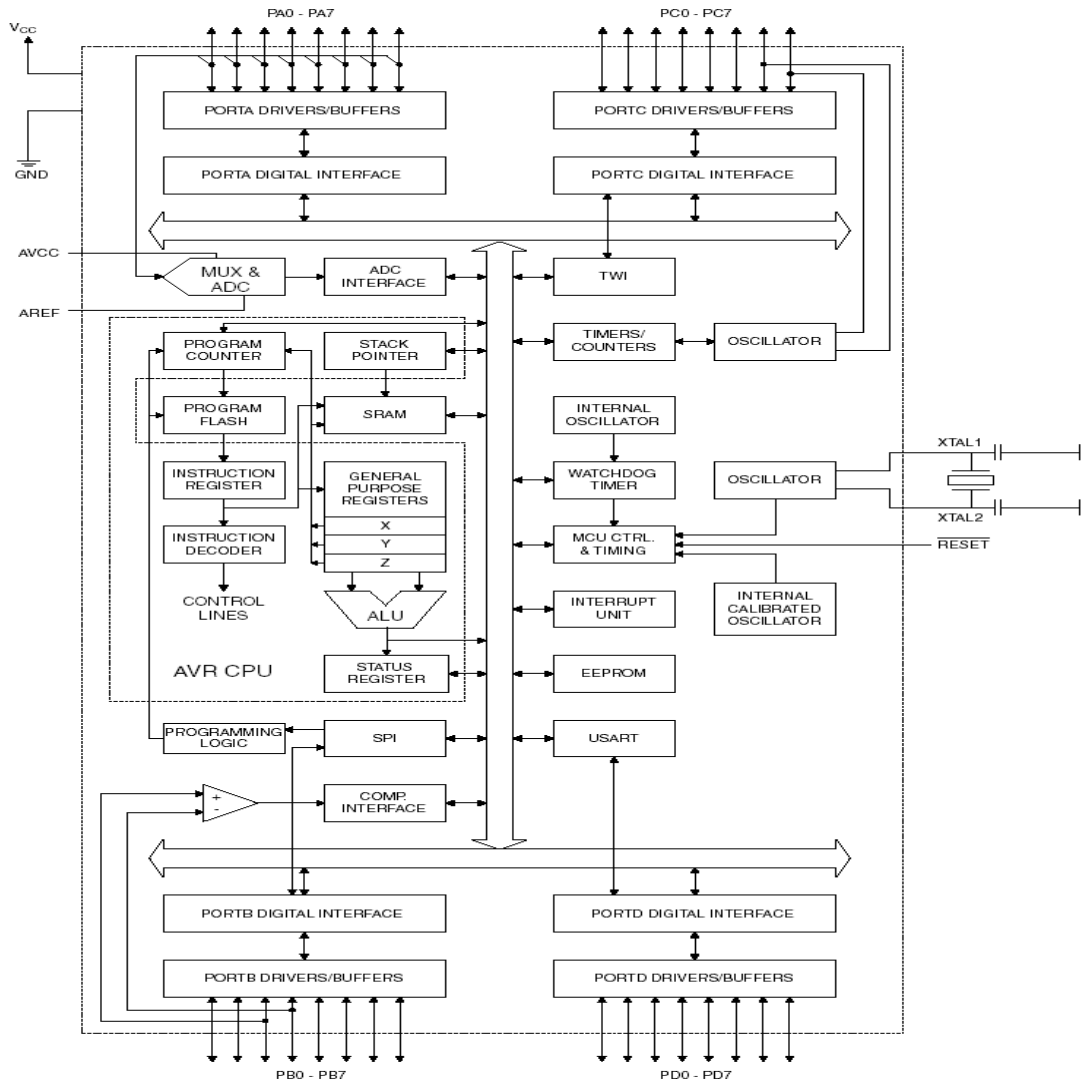 PA0 - PA7
PC0 - PC7
VCC
PORTA DRIVERS/BUFFERS
PORTC DRIVERS/BUFFERS
GND
PORTA DIGITAL INTERFACE
PORTC DIGITAL INTERFACE
AVCC
MUX &
ADC
ADC
INTERFACE
TWI
AREF
PROGRAM
COUNTER
STACK
POINTER
TIMERS/
COUNTERS
OSCILLATOR
PROGRAM
FLASH
SRAM
INTERNAL
OSCILLATOR
XTAL1
INSTRUCTION
REGISTER
GENERAL
PURPOSE
REGISTERS
WATCHDOG
TIMER
OSCILLATOR
X
XTAL2
INSTRUCTION
DECODER
Y
MCU CTRL.
& TIMING
RESET
Z
CONTROL
LINES
ALU
INTERRUPT
UNIT
INTERNAL
CALIBRATED
OSCILLATOR
AVR CPU
STATUS
REGISTER
EEPROM
PROGRAMMING
LOGIC
SPI
USART
+
-
COMP.
INTERFACE
PORTB DIGITAL INTERFACE
PORTD DIGITAL INTERFACE
PORTB DRIVERS/BUFFERS
PORTD DRIVERS/BUFFERS
PB0 - PB7
PD0 - PD7